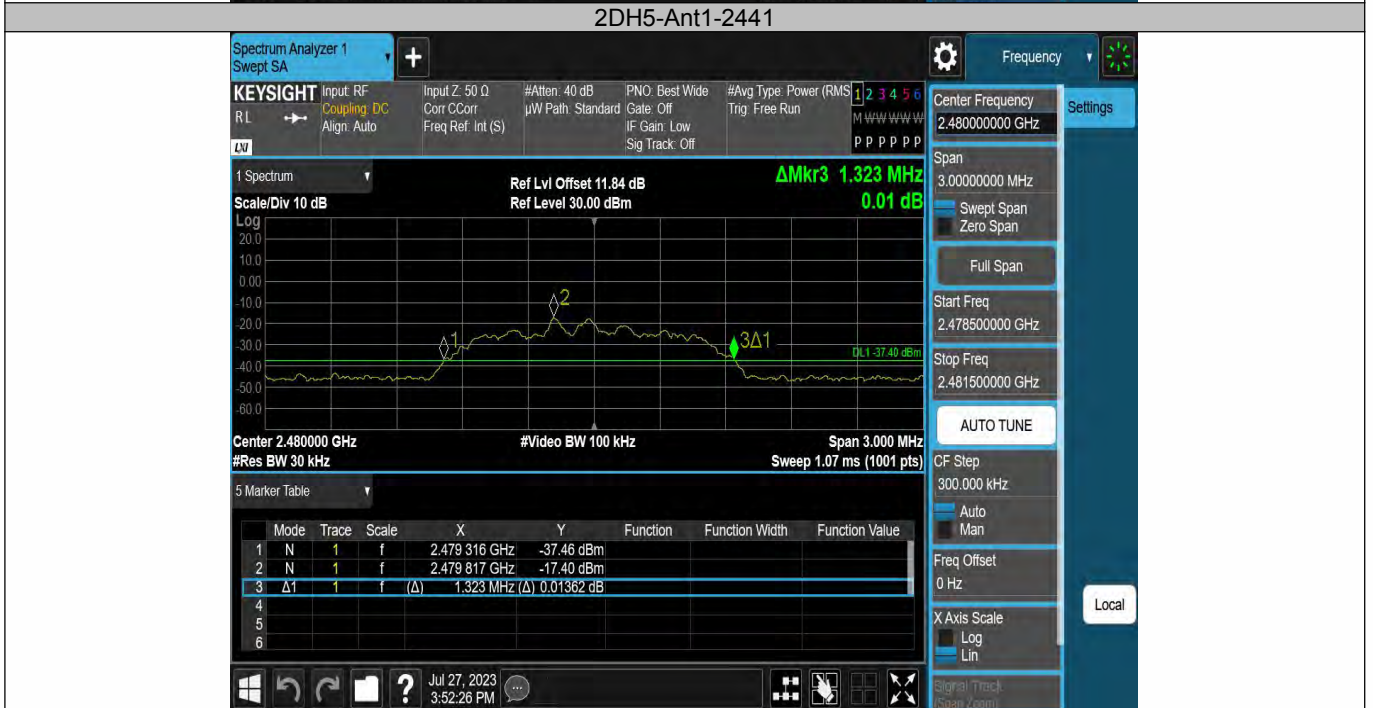 2DH5-Ant1-2441
Spectrum Analyzer 1
Swept SA
+
Frequency
KEYSIGHT
RL
LXI
Input: RF
Coupling: DC
Align: Auto
Input Z: 50 Ω
Corr CCorr
Freq Ref: Int (S)
#Atten: 40 dB
µW Path: Standard
PNO: Best Wide
Gate: Off
IF Gain: Low
Sig Track: Off
#Avg Type: Power (RMS
Trig: Free Run
1 2 3 4 5 6
M W W W W W
P P P P P P
1 Spectrum
Scale/Div 10 dB
Ref Lvl Offset 11.84 dB
Ref Level 30.00 dBm
ΔMkr3 1.323 MHz
0.01 dB
Log
20.0
10.0
0.00
-10.0
-20.0
-30.0
-40.0
-50.0
-60.0
2
1
3Δ1
DL1 -37.40 dBm
Center 2.480000 GHz
#Video BW 100 kHz
Span 3.000 MHz
#Res BW 30 kHz
Sweep 1.07 ms (1001 pts)
5 Marker Table
Mode Trace Scale X Y Function Function Width Function Value
1 N 1 f 2.479 316 GHz -37.46 dBm
2 N 1 f 2.479 817 GHz -17.40 dBm
3 Δ1 1 f (Δ) 1.323 MHz (Δ) 0.01362 dB
4
5
6
Jul 27, 2023
3:52:26 PM
Center Frequency
2.480000000 GHz
Settings
Span
3.00000000 MHz
Swept Span
Zero Span
Full Span
Start Freq
2.478500000 GHz
Stop Freq
2.481500000 GHz
AUTO TUNE
CF Step
300.000 kHz
Auto
Man
Freq Offset
0 Hz
Local
X Axis Scale
Log
Lin
Signal Track
(Span Zoom)